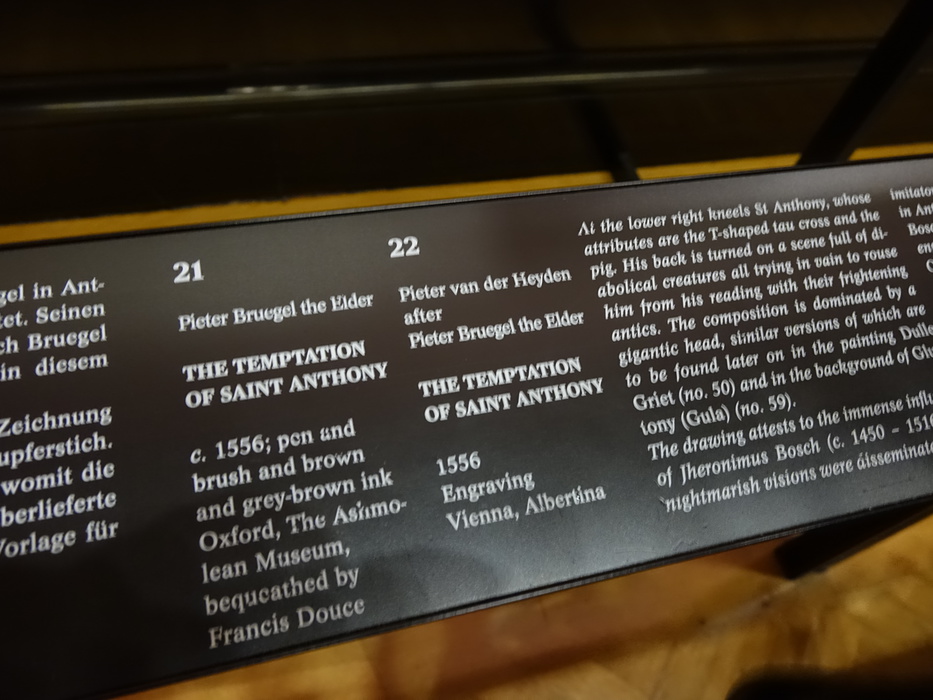 gel in Ant-
tet. Seinen
ch Bruegel
in diesem
Zeichnung
upferstich.
womit die
berlieferte
Vorlage für
21
Pieter Bruegel the Elder
THE TEMPTATION
OF SAINT ANTHONY
c. 1556; pen and
brush and brown
and grey-brown ink
Oxford, The Ashmo-
lean Museum,
bequeathed by
Francis Douce
22
Pieter van der Heyden
after
Pieter Bruegel the Elder
THE TEMPTATION
OF SAINT ANTHONY
1556
Engraving
Vienna, Albertina
At the lower right kneels St Anthony, whose
attributes are the T-shaped tau cross and the
pig. His back is turned on a scene full of di-
abolical creatures all trying in vain to rouse
him from his reading with their frightening
antics. The composition is dominated by a
gigantic head, similar versions of which are
to be found later on in the painting Dulle
Griet (no. 50) and in the background of Glu
tony (Gula) (no. 59).
The drawing attests to the immense influ
of Jheronimus Bosch (c. 1450 – 1516
nightmarish visions were disseminate
imitator
in Ant
Bosc
en